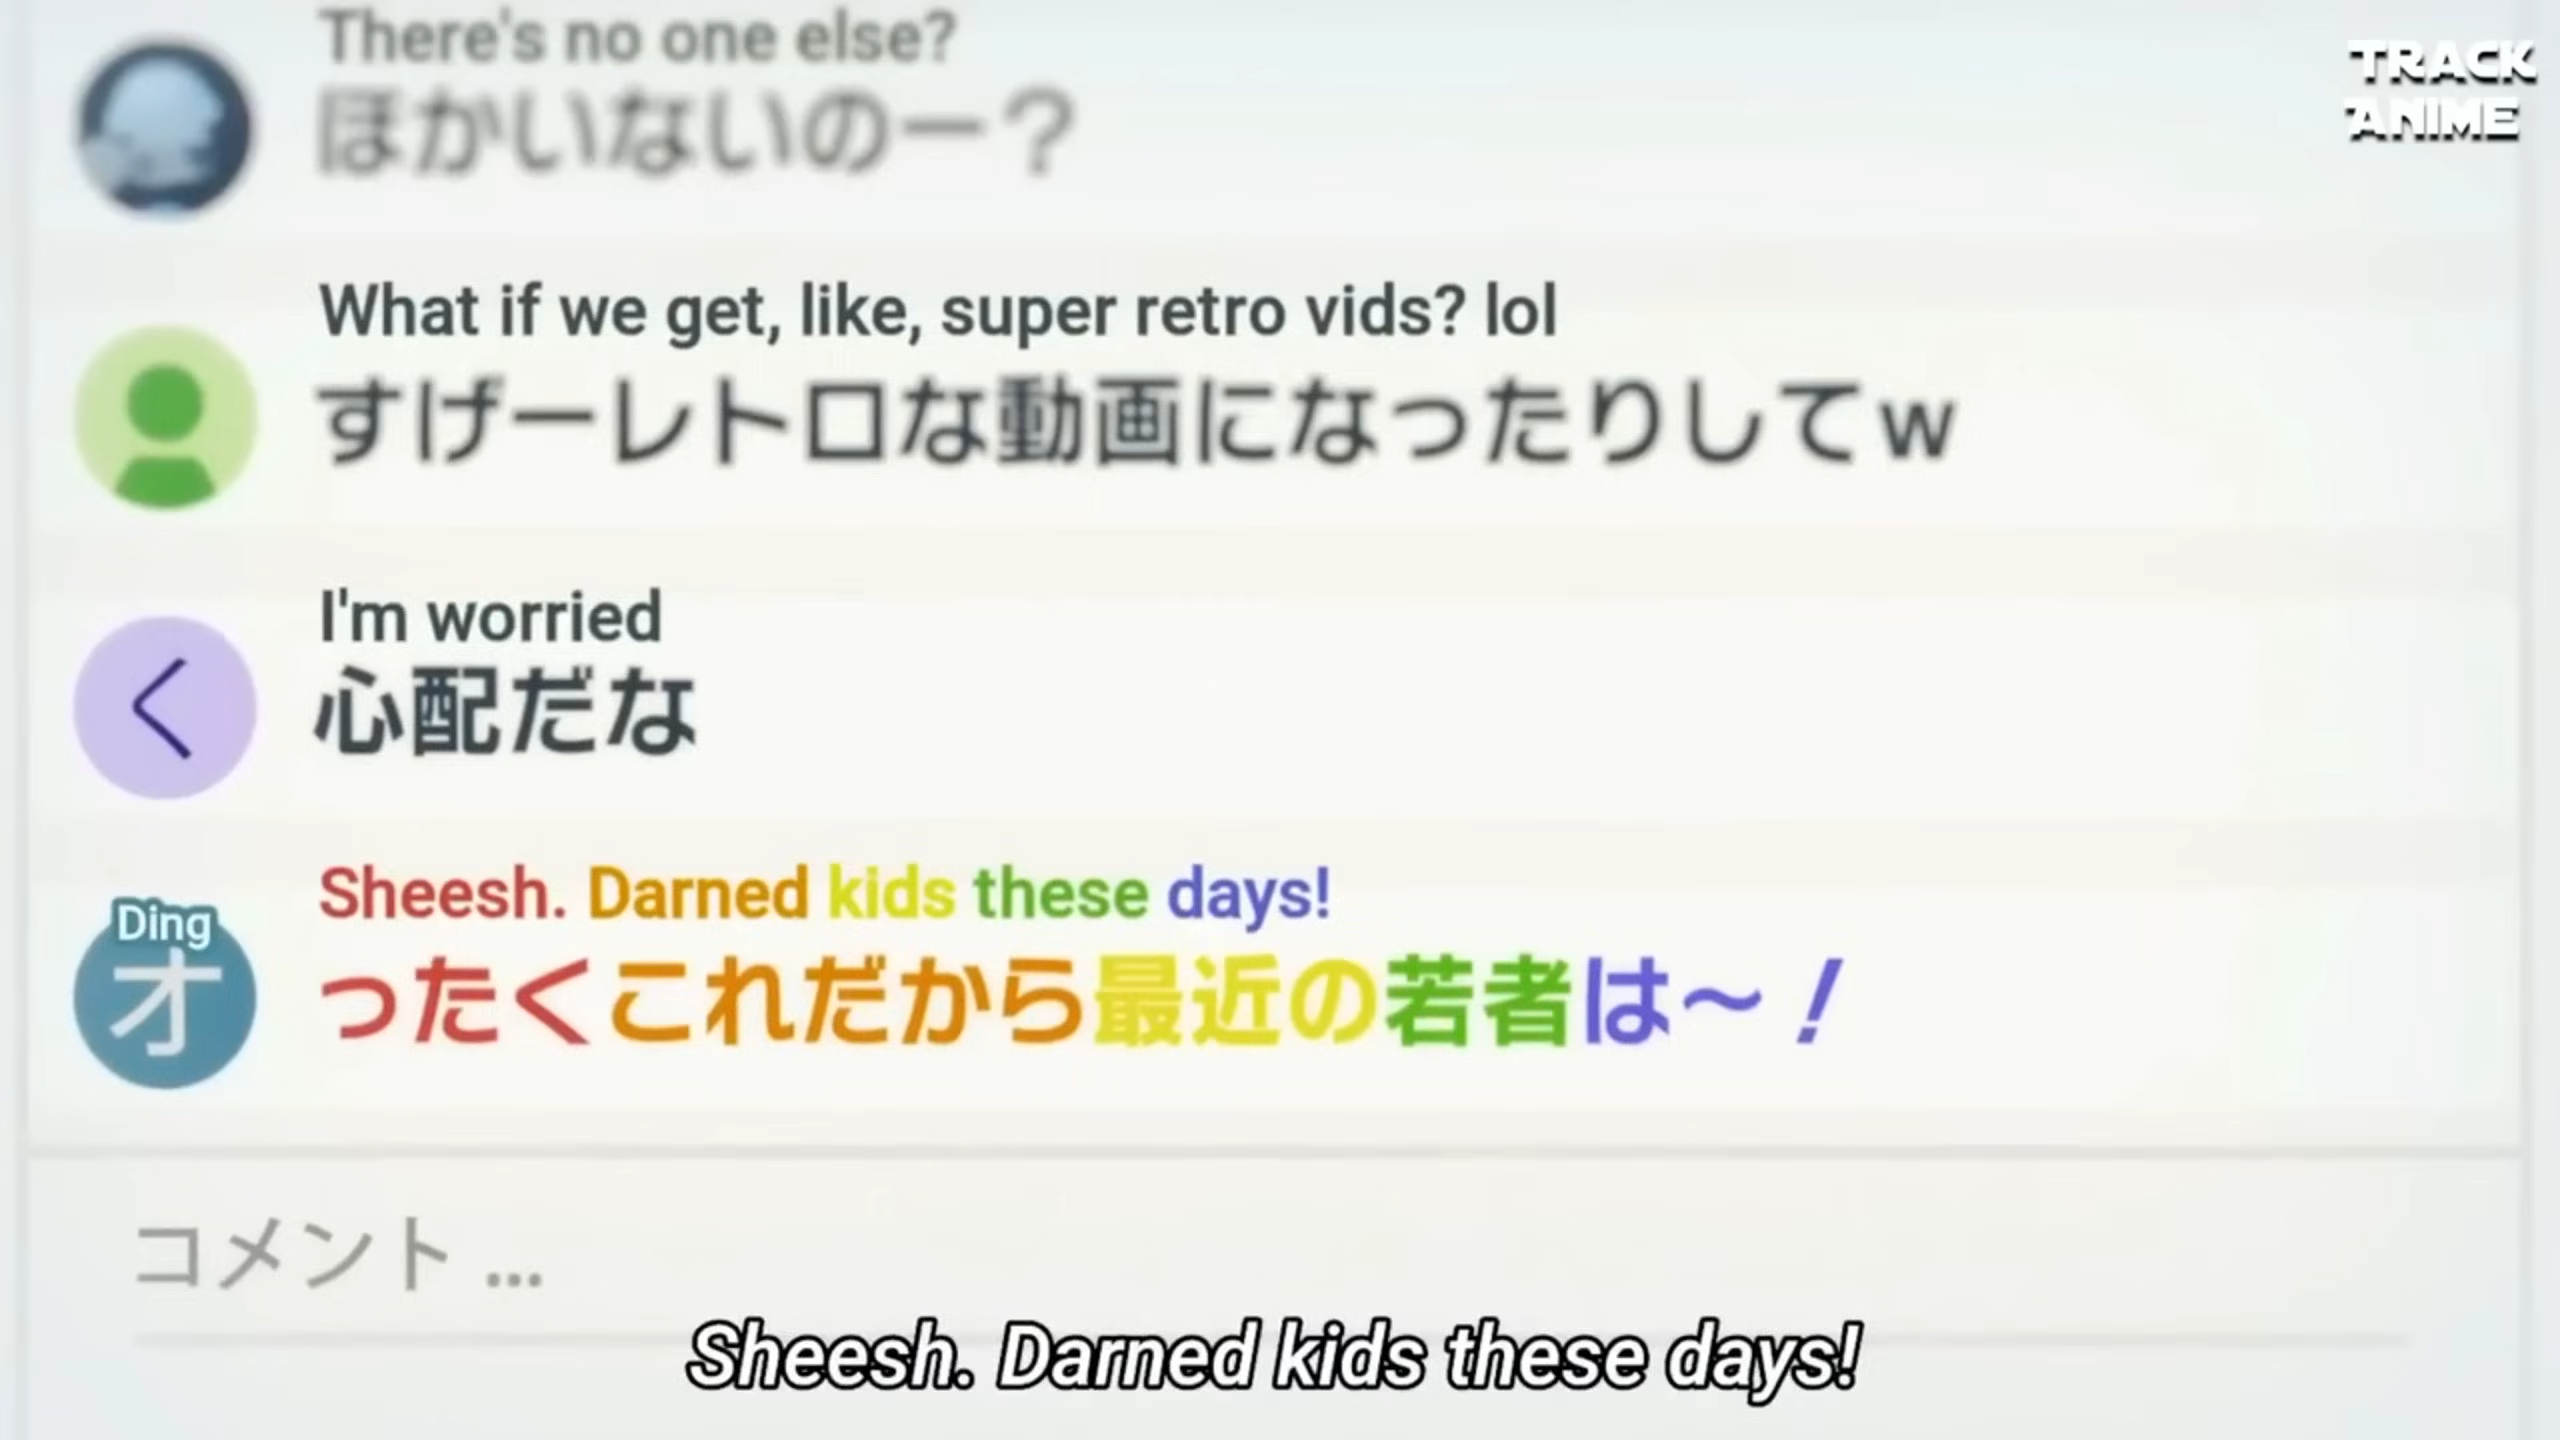 There's no one else?
ほかいないのー？
TRACK
ANIME
What if we get, like, super retro vids? lol
すげーレトロな動画になったりしてw
I'm worried
く
心配だな
Sheesh. Darned kids these days!
Ding
オ
ったくこれだから最近の若者は～！
コメント ...
Sheesh. Darned kids these days!